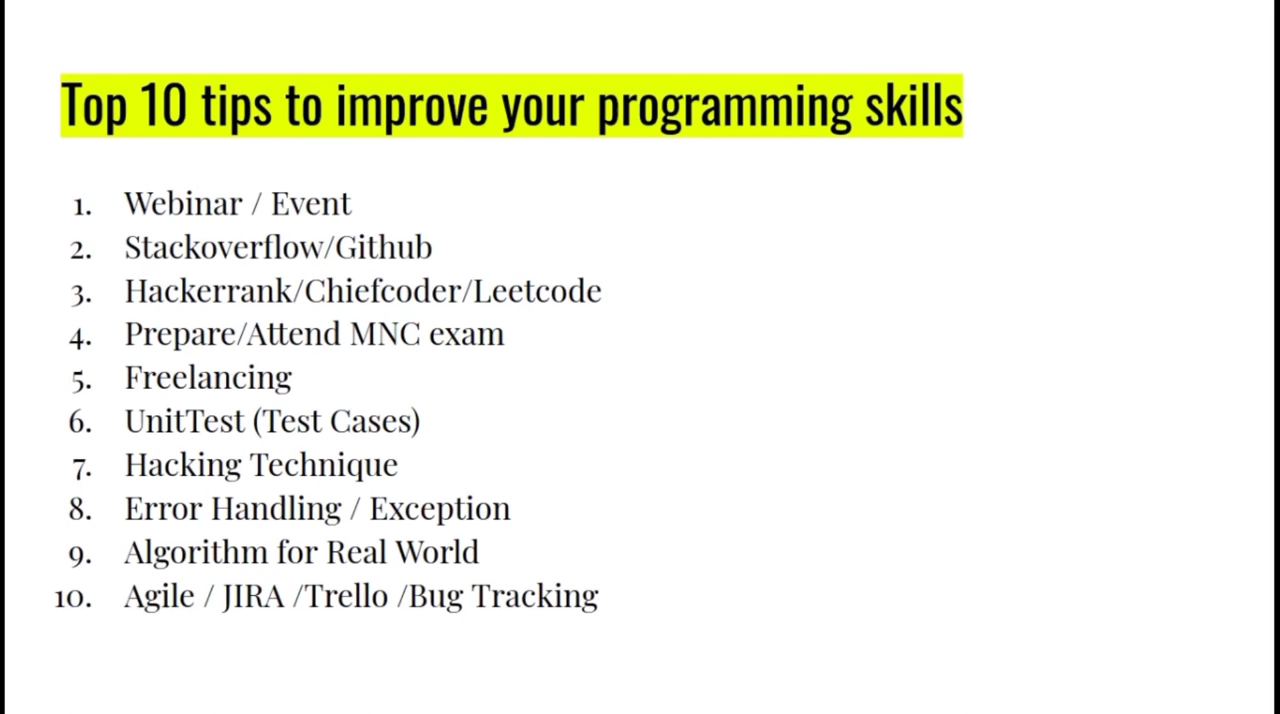 Top 10 tips to improve your programming skills
1. Webinar / Event
2. Stackoverflow/Github
3. Hackerrank/Chiefcoder/Leetcode
4. Prepare/Attend MNC exam
5. Freelancing
6. UnitTest (Test Cases)
7. Hacking Technique
8. Error Handling / Exception
9. Algorithm for Real World
10. Agile / JIRA /Trello /Bug Tracking